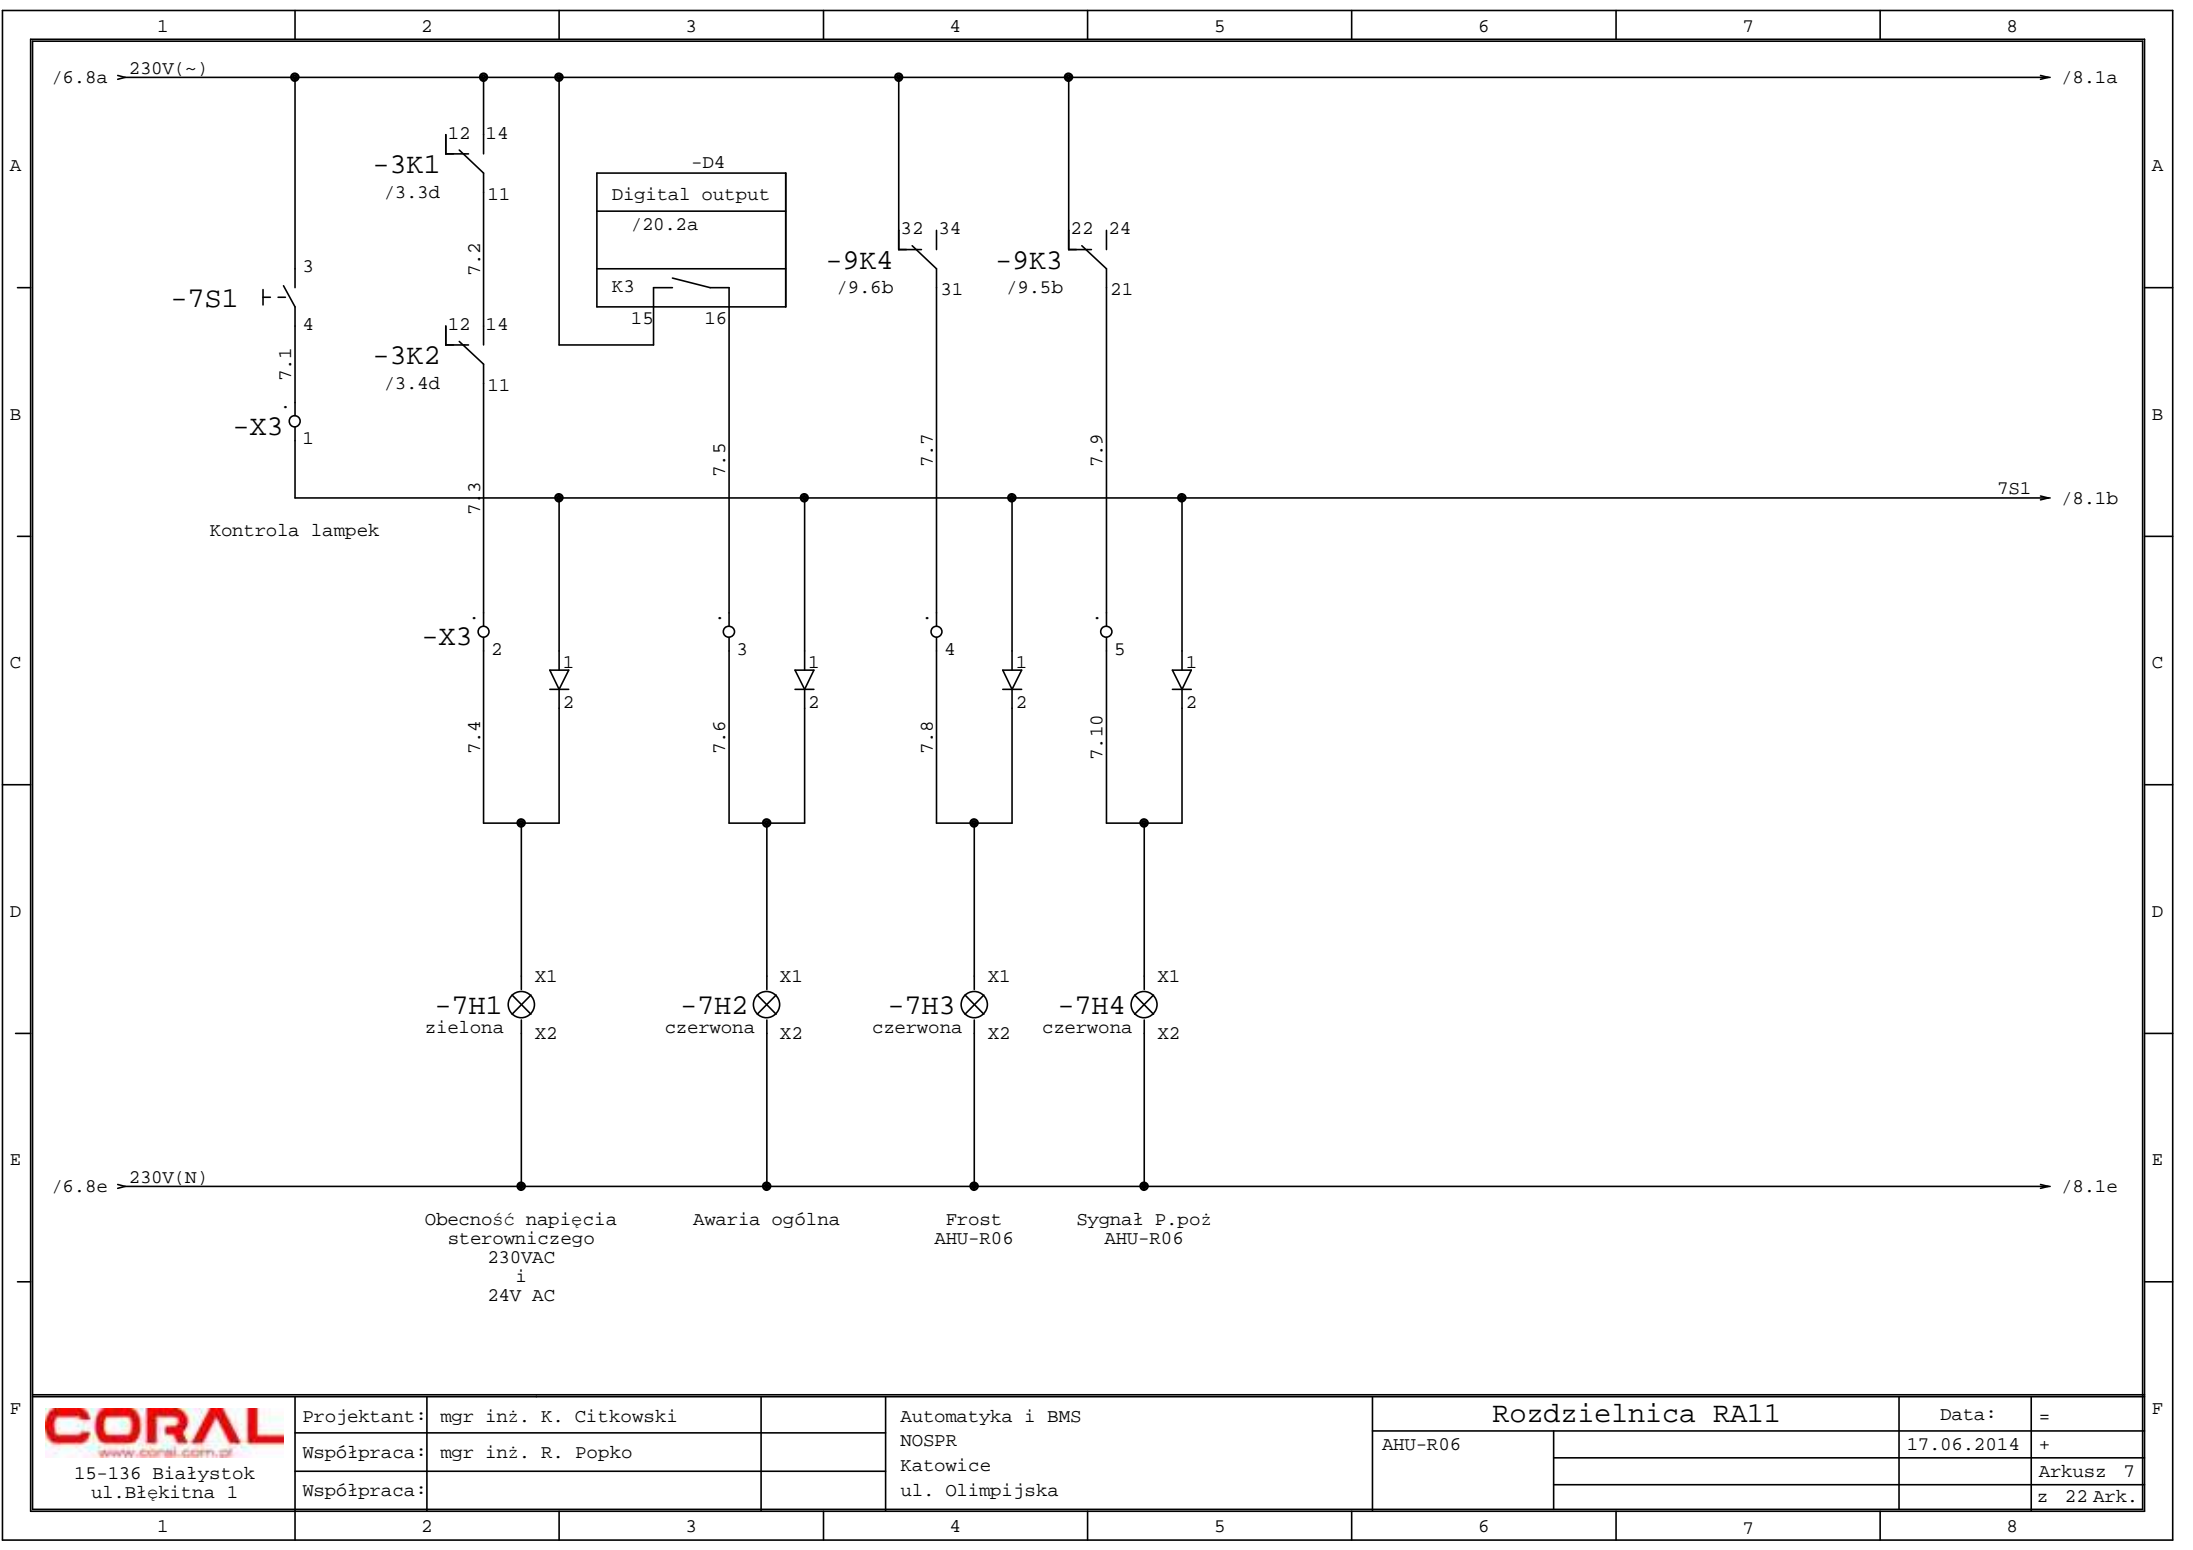 1 2 3 4 5 6 7 8
/6.8a 230V(~) /8.1a
12 14
A -3K1 -D4 A
/3.3d 11 Digital output
/20.2a
32 34 22 24
7.2
-9K4 -9K3
3 K3 /9.6b 31 /9.5b 21
-7S1
4 12 14 15 16
7.1 -3K2
/3.4d 11
B -X3 1 B
7.5 7.7 7.9
7.3 7S1 /8.1b
Kontrola lampek
-X3 2 3 4 5
C 1 1 1 1 C
2 2 2 2
7.4 7.6 7.8 7.10
D D
X1 X1 X1 X1
-7H1 -7H2 -7H3 -7H4
zielona czerwona czerwona czerwona
X2 X2 X2 X2
E E
/6.8e 230V(N) /8.1e
Obecność napięcia
sterowniczego
230VAC
i
24V AC
Awaria ogólna
Frost
AHU-R06
Sygnał P.poż
AHU-R06
F F
CORAL
www.coral.com.pl
15-136 Białystok
ul.Błękitna 1
Projektant: mgr inż. K. Citkowski
Współpraca: mgr inż. R. Popko
Współpraca:
Automatyka i BMS
NOSPR
Katowice
ul. Olimpijska
Rozdzielnica RA11
AHU-R06
Data: =
17.06.2014 +
Arkusz 7
z 22 Ark.
1 2 3 4 5 6 7 8